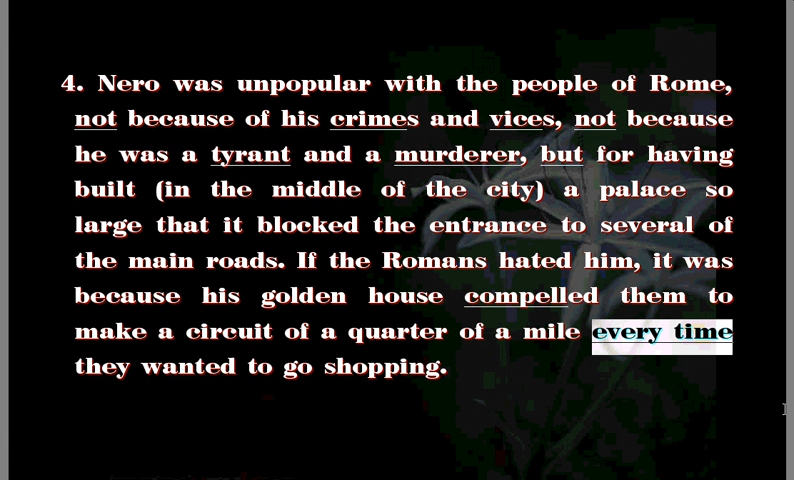 4. Nero was unpopular with the people of Rome,
not because of his crimes and vices, not because
he was a tyrant and a murderer, but for having
built (in the middle of the city) a palace so
large that it blocked the entrance to several of
the main roads. If the Romans hated him, it was
because his golden house compelled them to
make a circuit of a quarter of a mile every time
they wanted to go shopping.